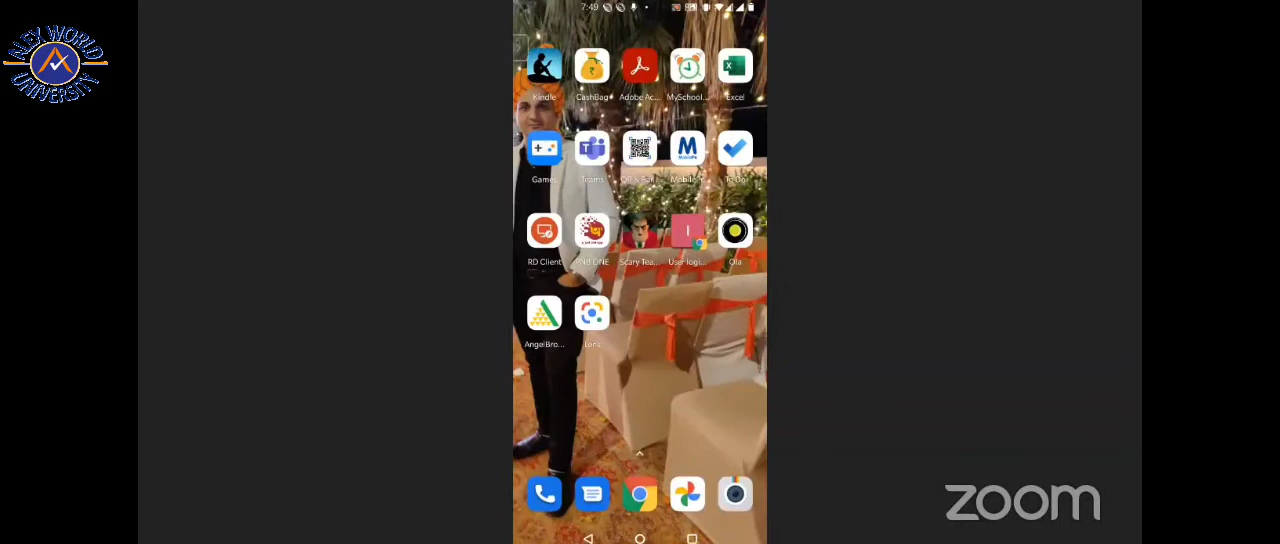 ALEX WORLD
UNIVERSITY
7:49
Kindle CashBag Adobe Ac... MySchool... Excel
Games Teams To Do
RD Client PNB ONE Scary Tea... User logi... Ola
AngelBro... Lens
zoom